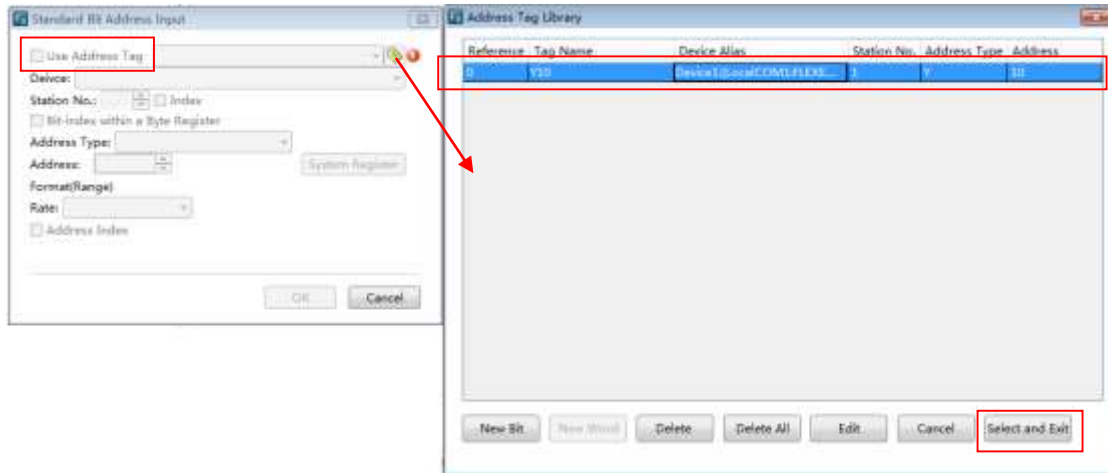 Standard Bit Address Input
Use Address Tag
Deivce:
Station No.:
Index
Bit-index within a Byte Register
Address Type:
Address:
System Register
Format(Range)
Rate:
Address Index
OK
Cancel
Address Tag Library
Reference Tag Name Device Alias Station No. Address Type Address
0 Y10 Device1@LocalCOM1-FLEXE... 1 Y 10
New Bit
New Word
Delete
Delete All
Edit
Cancel
Select and Exit